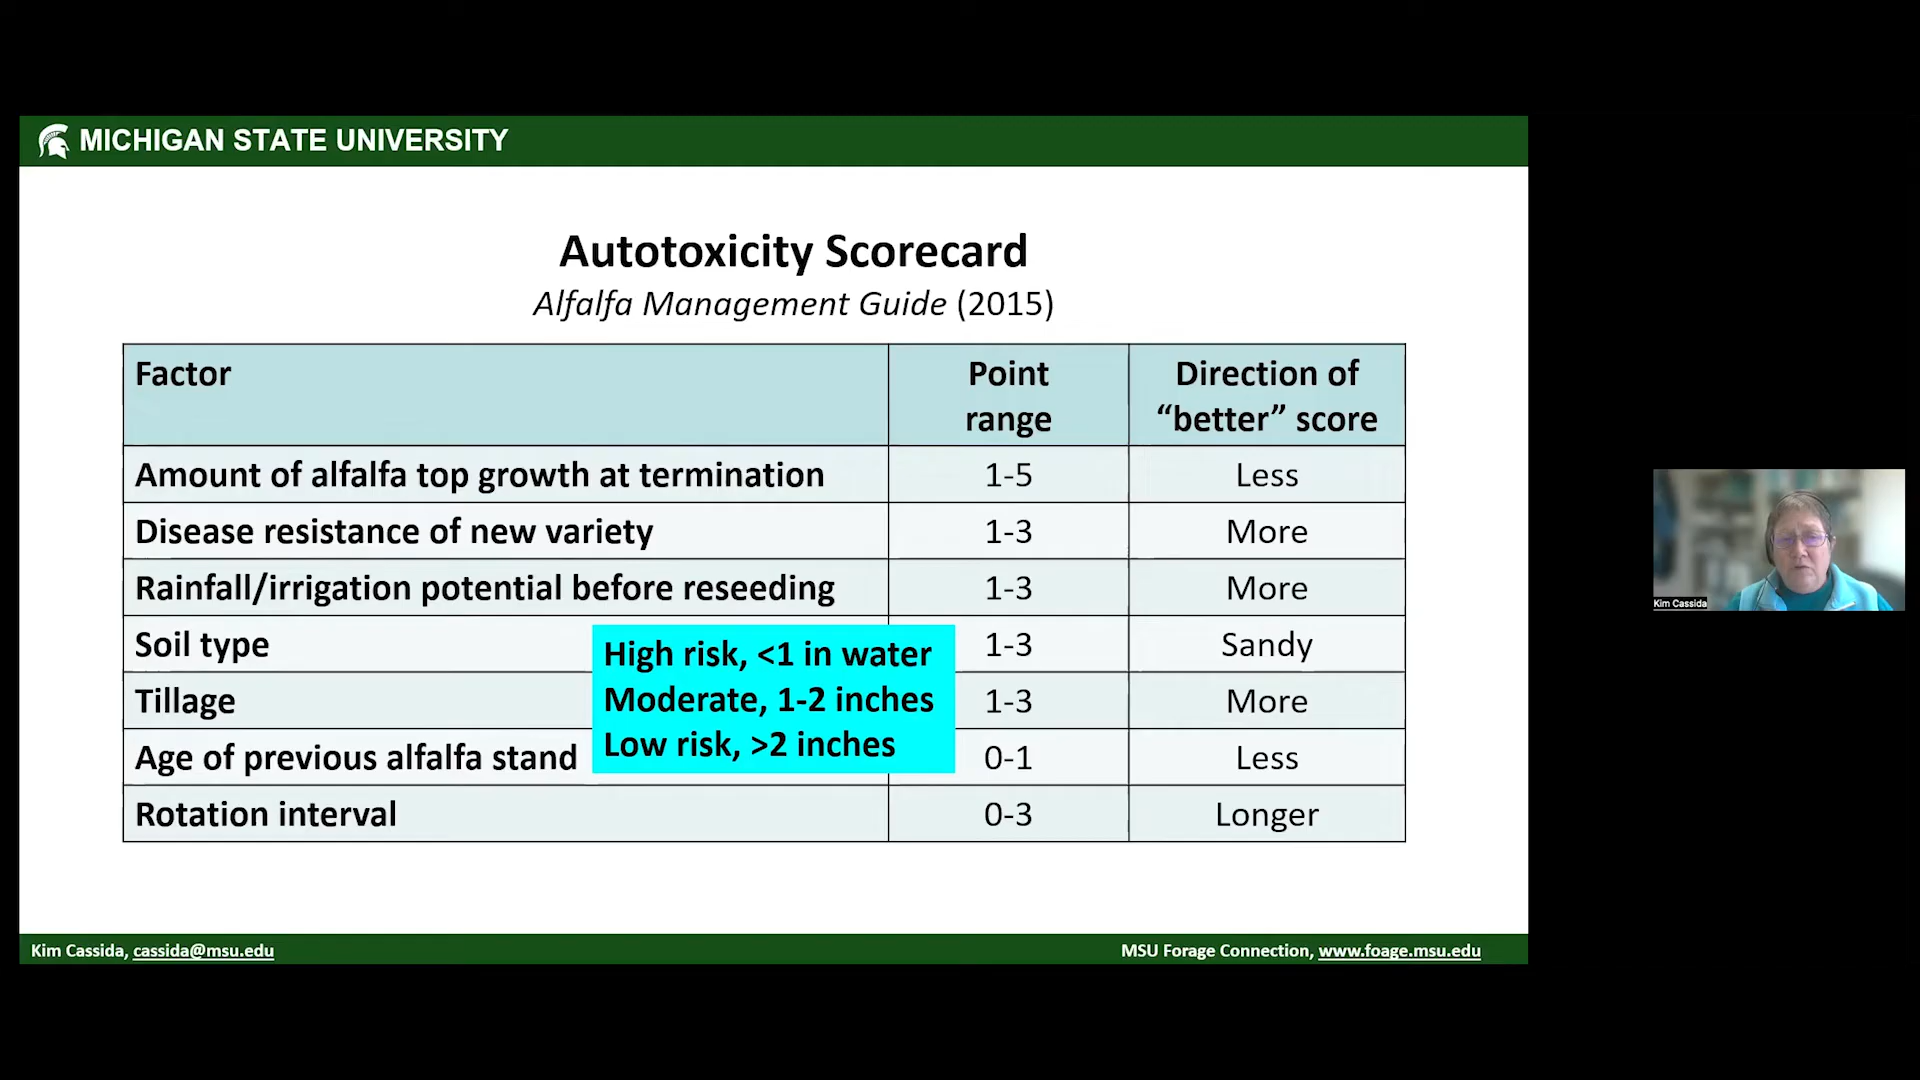 MICHIGAN STATE UNIVERSITY
Autotoxicity Scorecard
Alfalfa Management Guide (2015)
Factor
Point
range
Direction of
“better” score
Amount of alfalfa top growth at termination 1-5 Less
Disease resistance of new variety 1-3 More
Rainfall/irrigation potential before reseeding 1-3 More
Soil type 1-3 Sandy
Tillage 1-3 More
Age of previous alfalfa stand 0-1 Less
Rotation interval 0-3 Longer
High risk, <1 in water
Moderate, 1-2 inches
Low risk, >2 inches
Kim Cassida, cassida@msu.edu
MSU Forage Connection, www.foage.msu.edu
Kim Cassida